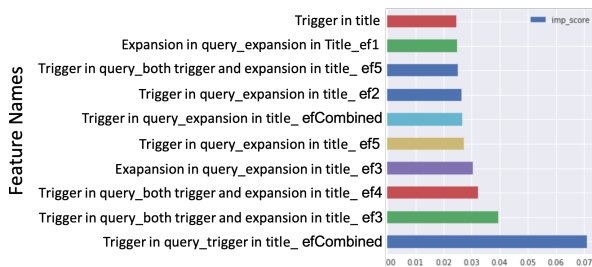 Feature Names
Trigger in title
Expansion in query_expansion in Title_ef1
Trigger in query_both trigger and expansion in title_ ef5
Trigger in query_expansion in title_ ef2
Trigger in query_expansion in title_ efCombined
Trigger in query_expansion in title_ ef5
Exapansion in query_expansion in title_ ef3
Trigger in query_both trigger and expansion in title_ ef4
Trigger in query_both trigger and expansion in title_ ef3
Trigger in query_trigger in title_ efCombined
imp_score
.00 0.01 0.02 0.03 0.04 0.05 0.06 0.07